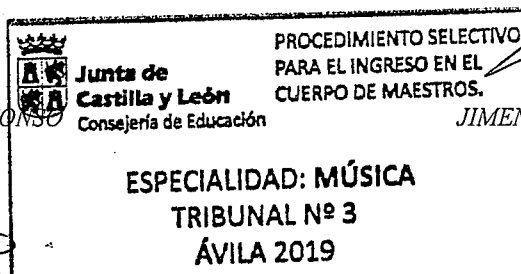 PROCEDIMIENTO SELECTIVO
PARA EL INGRESO EN EL
CUERPO DE MAESTROS.
Junta de
Castilla y León
Consejería de Educación
ESPECIALIDAD: MÚSICA
TRIBUNAL Nº 3
ÁVILA 2019